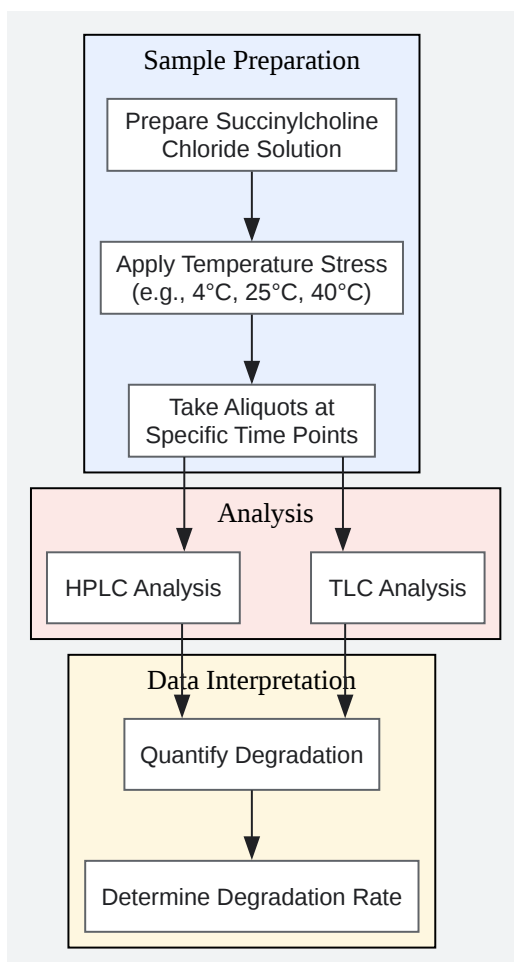 Sample Preparation
Prepare Succinylcholine
Chloride Solution
Apply Temperature Stress
(e.g., 4°C, 25°C, 40°C)
Take Aliquots at
Specific Time Points
Analysis
HPLC Analysis
TLC Analysis
Data Interpretation
Quantify Degradation
Determine Degradation Rate